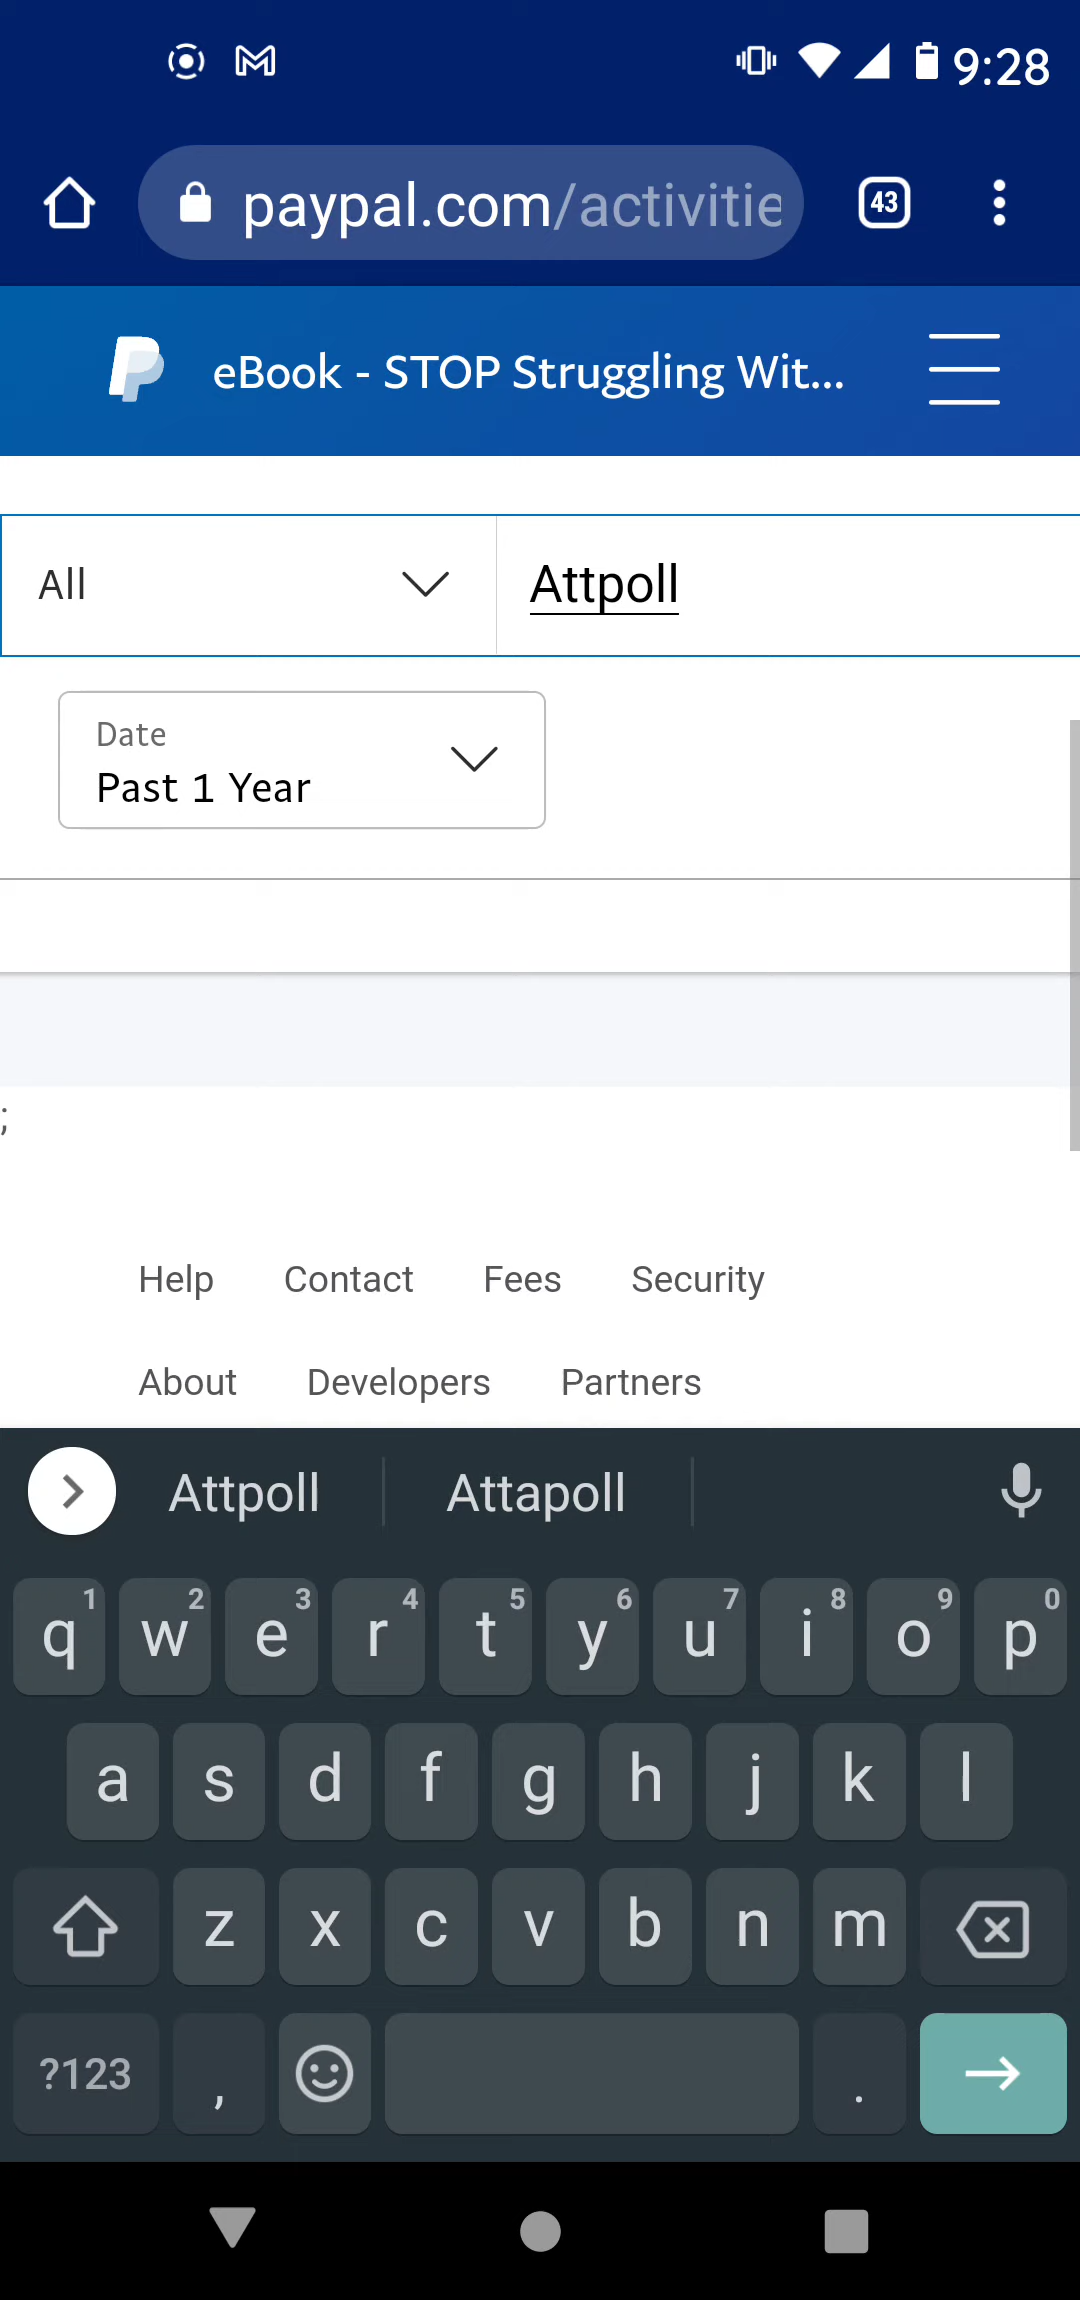 9:28
paypal.com/activitie
43
eBook - STOP Struggling Wit...
All
Attpoll
Date
Past 1 Year
;
Help Contact Fees Security
About Developers Partners
Attpoll Attapoll
1 2 3 4 5 6 7 8 9 0
q w e r t y u i o p
a s d f g h j k l
z x c v b n m
?123 , .